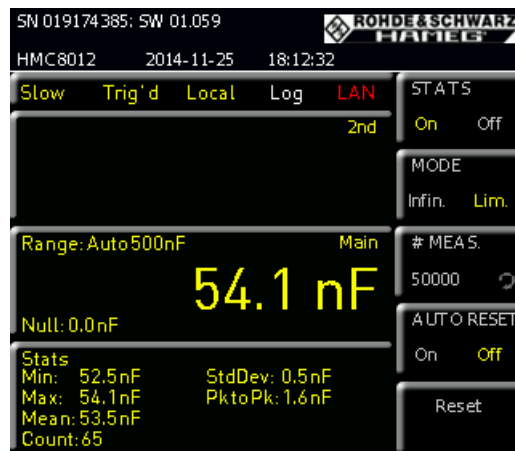 SN 019174385; SW 01.059
ROHDE&SCHWARZ
HAMEG
HMC8012 2014-11-25 18:12:32
Slow Trig'd Local Log LAN
2nd
Range: Auto500nF Main
54.1 nF
Null: 0.0nF
Stats
Min: 52.5nF StdDev: 0.5nF
Max: 54.1nF PktoPk: 1.6nF
Mean: 53.5nF
Count: 65
STATS
On Off
MODE
Infin. Lim.
# MEAS.
50000
AUTO RESET
On Off
Reset